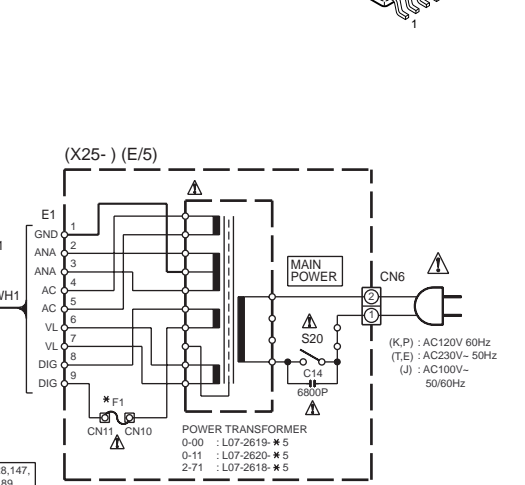 1
(X25- ) (E/5)
E1
GND 1
ANA 2
ANA 3
AC 4
AC 5
VL 6
VL 7
DIG 8
DIG 9
WH1
* F1
CN11 CN10
MAIN
POWER
S20
C14
6800P
CN6
2
1
(K,P) : AC120V 60Hz
(T,E) : AC230V~ 50Hz
(J) : AC100V~
50/60Hz
POWER TRANSFORMER
0-00 : L07-2619- * 5
0-11 : L07-2620- * 5
2-71 : L07-2618- * 5
8,147,
89